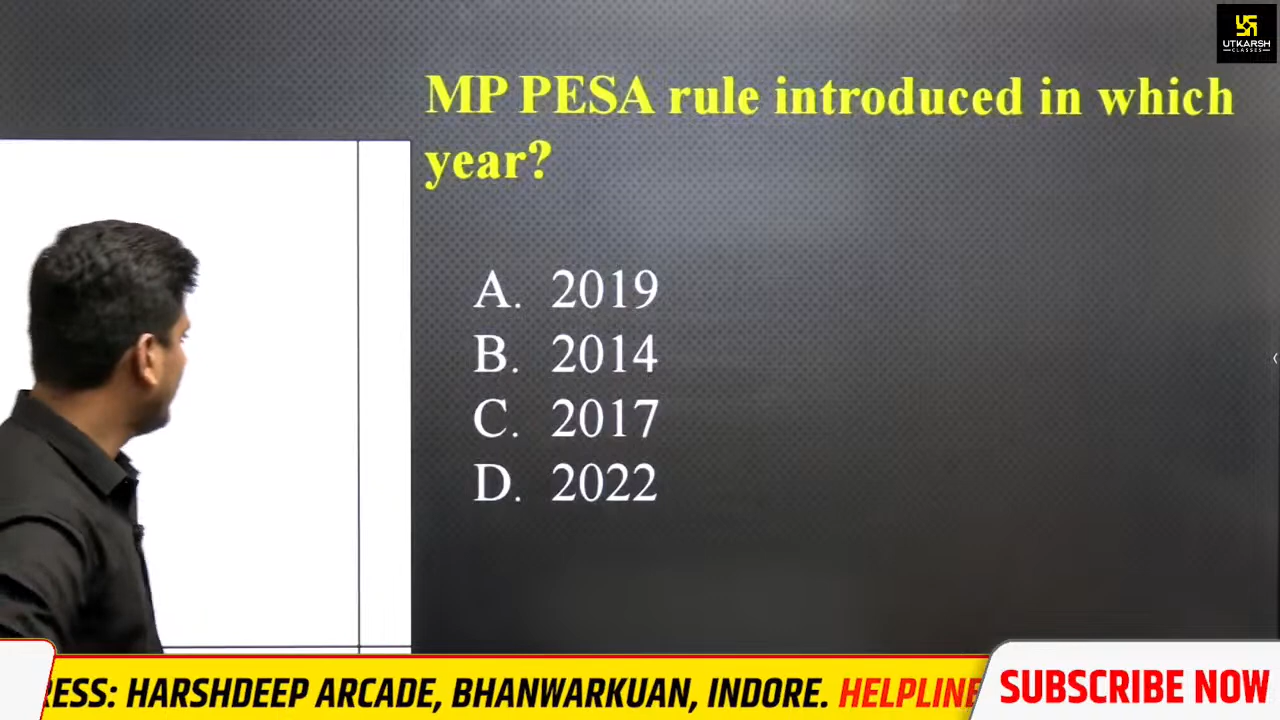 UTKARSH
CLASSES
MP PESA rule introduced in which
year?
A. 2019
B. 2014
C. 2017
D. 2022
RESS: HARSHDEEP ARCADE, BHANWARKUAN, INDORE. HELPLINE
SUBSCRIBE NOW